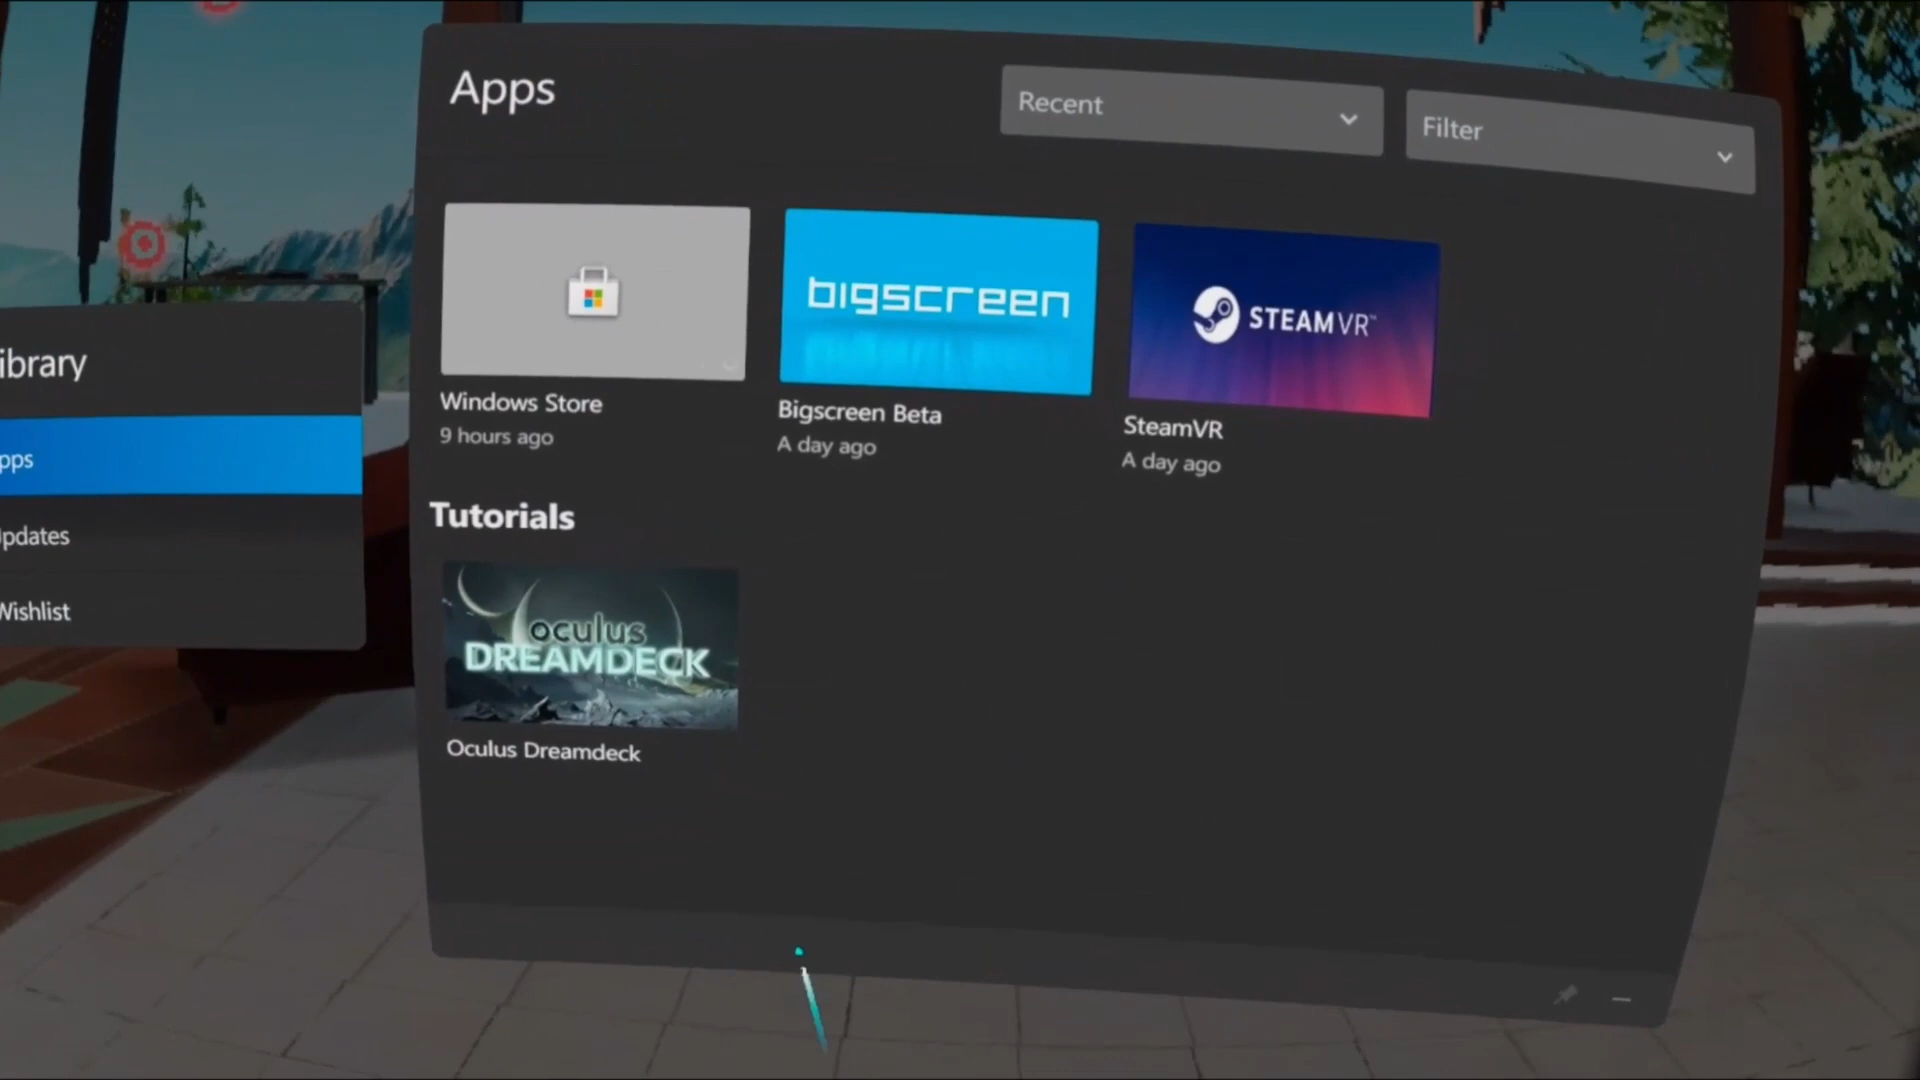 Apps
Recent
Filter
ibrary
pps
pdates
Wishlist
bigscreen
STEAMVR™
Windows Store
9 hours ago
Bigscreen Beta
A day ago
SteamVR
A day ago
Tutorials
oculus
DREAMDECK
Oculus Dreamdeck